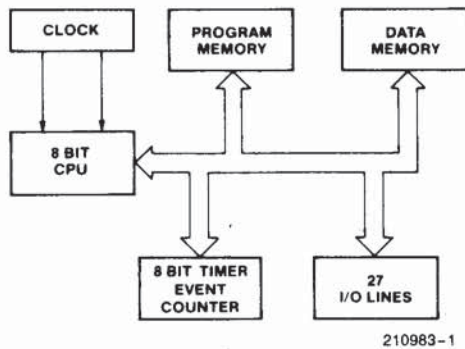 CLOCK
PROGRAM
MEMORY
DATA
MEMORY
8 BIT
CPU
8 BIT TIMER
EVENT
COUNTER
27
I/O LINES
210983-1